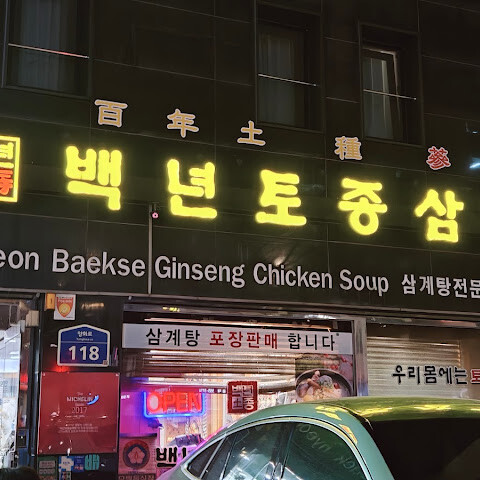 百年土種蔘
백년토종삼
eon Baekse Ginseng Chicken Soup 삼계탕전문
삼계탕 포장판매 합니다
118
우리몸에는 토
OPEN
MICHELIN
2017